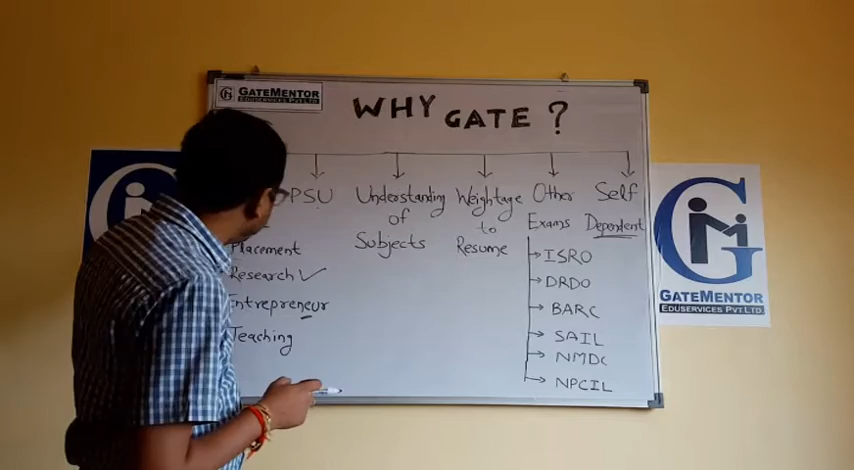 GATEMENTOR
EDUSERVICES PVT LTD
WHY GATE ?
PSU
Placement
Research
Entrepreneur
Teaching
Understanding
of
Subjects
Weightage
to
Resume
Other
Exams
ISRO
DRDO
BARC
SAIL
NMDC
NPCIL
Self
Dependent
GATEMENTOR
EDUSERVICES PVT LTD